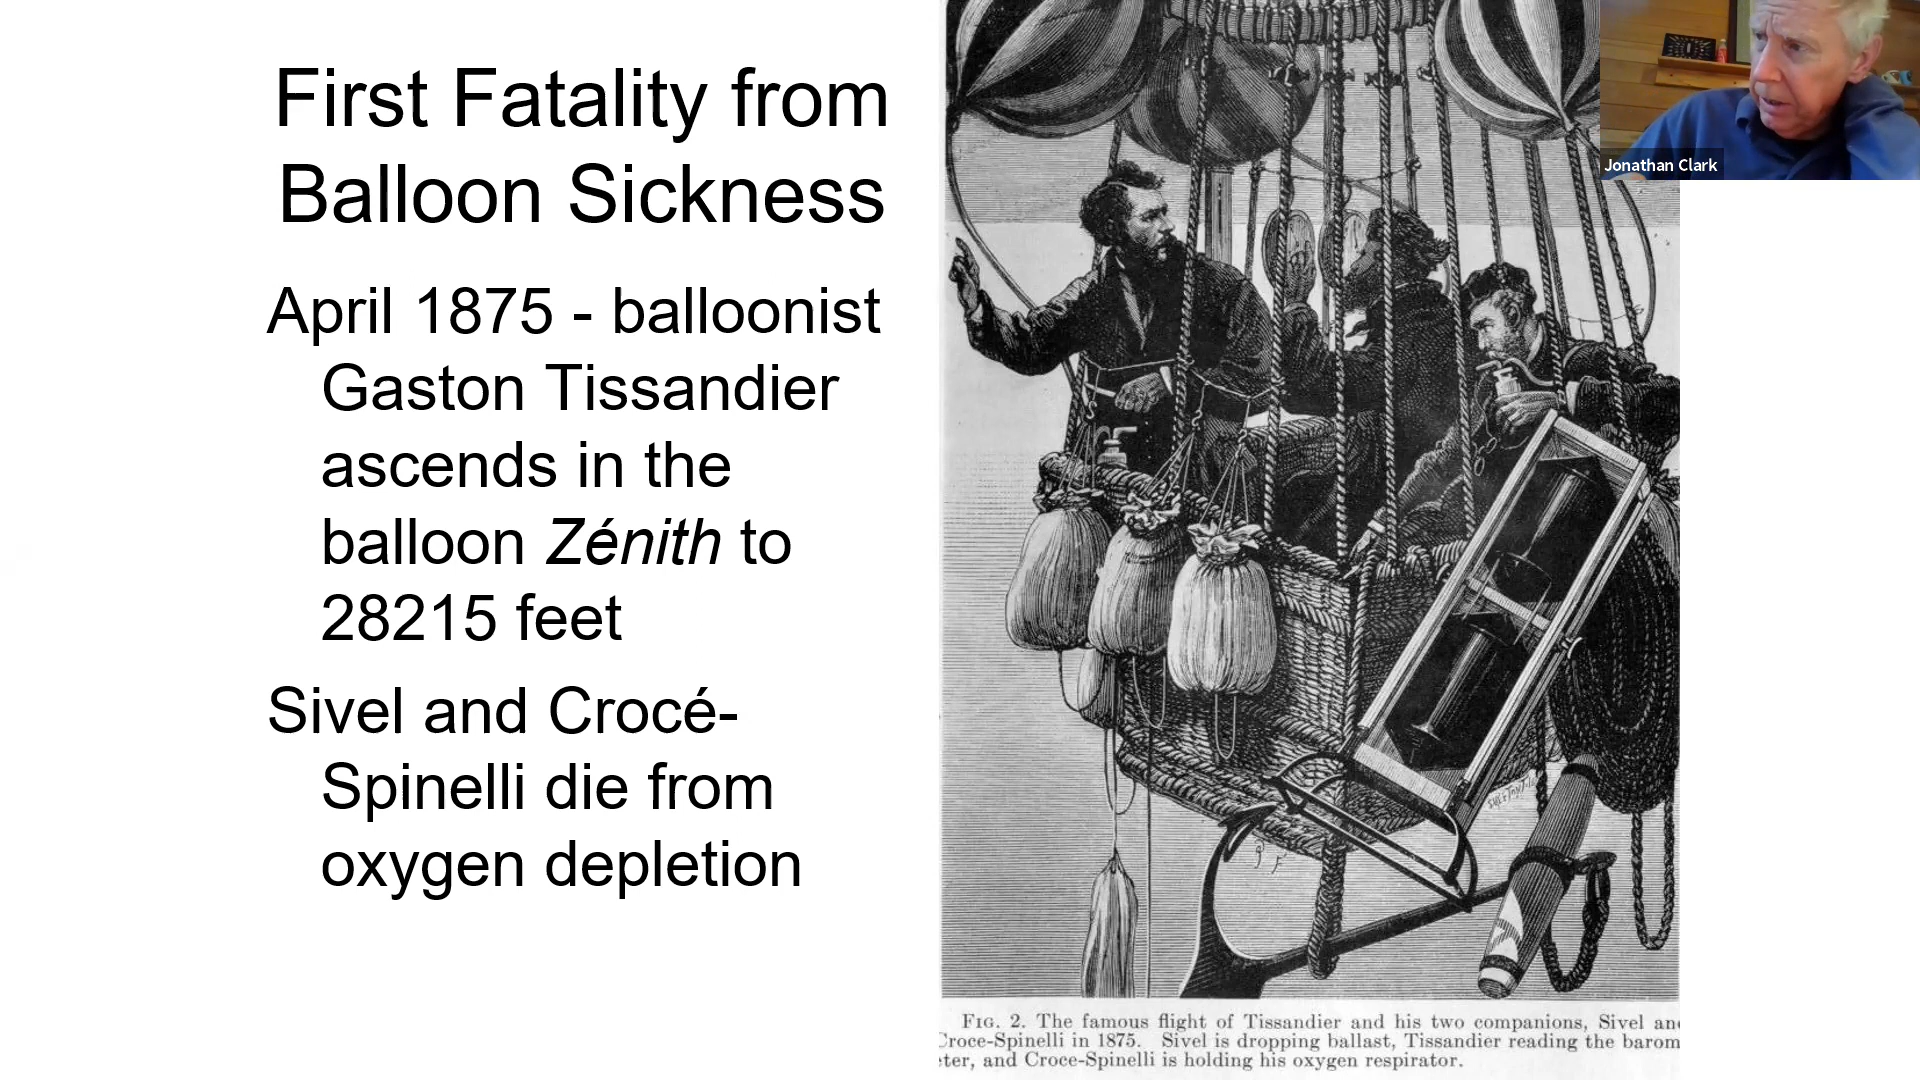 First Fatality from
Balloon Sickness
April 1875 - balloonist
Gaston Tissandier
ascends in the
balloon Zénith to
28215 feet
Sivel and Crocé-
Spinelli die from
oxygen depletion
Jonathan Clark
FIG. 2. The famous flight of Tissandier and his two companions, Sivel an
Croce-Spinelli in 1875. Sivel is dropping ballast, Tissandier reading the barom
eter, and Croce-Spinelli is holding his oxygen respirator.